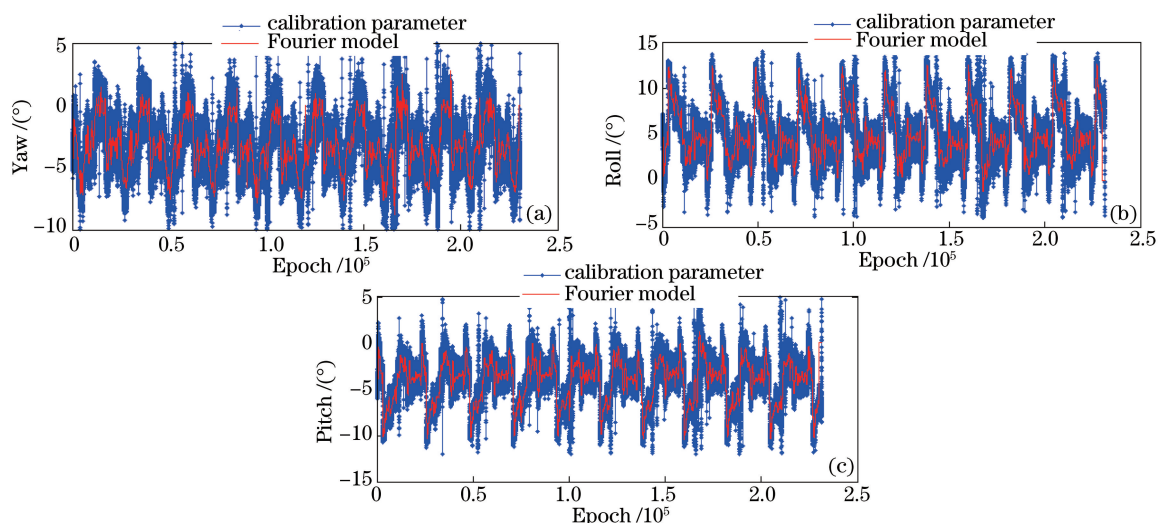 calibration parameter
Fourier model
5
0
−5
−10
Yaw /(°)
(a)
0 0.5 1.0 1.5 2.0 2.5
Epoch /10⁵
calibration parameter
Fourier model
15
10
5
0
−5
Roll /(°)
(b)
0 0.5 1.0 1.5 2.0 2.5
Epoch /10⁵
calibration parameter
Fourier model
5
0
−5
−10
−15
Pitch /(°)
(c)
0 0.5 1.0 1.5 2.0 2.5
Epoch /10⁵